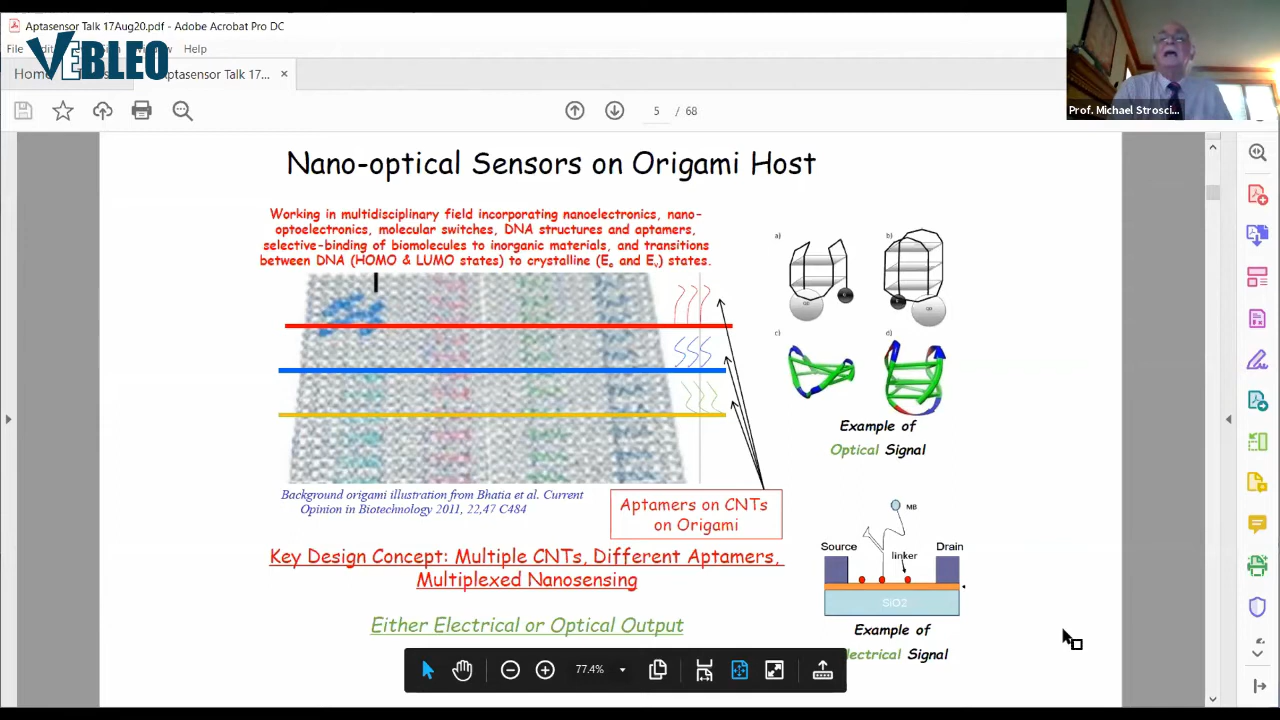 Aptasensor Talk 17Aug20.pdf - Adobe Acrobat Pro DC
File
Help
VEBLEO
Aptasensor Talk 17... ×
5 / 68
Prof. Michael Strosci...
Nano-optical Sensors on Origami Host
Working in multidisciplinary field incorporating nanoelectronics, nano-
optoelectronics, molecular switches, DNA structures and aptamers,
selective-binding of biomolecules to inorganic materials, and transitions
between DNA (HOMO & LUMO states) to crystalline (Ec and Ev) states.
a)
b)
c)
d)
Example of
Optical Signal
Background origami illustration from Bhatia et al. Current
Opinion in Biotechnology 2011, 22,47 C484
Aptamers on CNTs
on Origami
Key Design Concept: Multiple CNTs, Different Aptamers,
Multiplexed Nanosensing
Either Electrical or Optical Output
MB
Source
linker
Drain
SiO2
Example of
Signal
77.4%